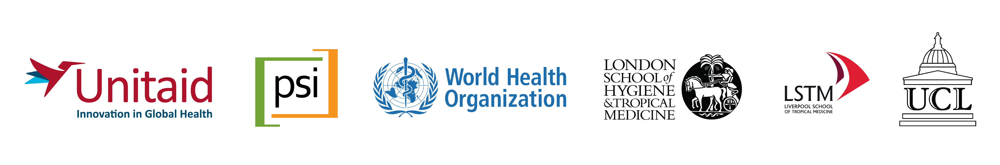 Unitaid
Innovation in Global Health
psi
World Health
Organization
LONDON
SCHOOL of
HYGIENE
&TROPICAL
MEDICINE
LSTM
LIVERPOOL SCHOOL
OF TROPICAL MEDICINE
UCL